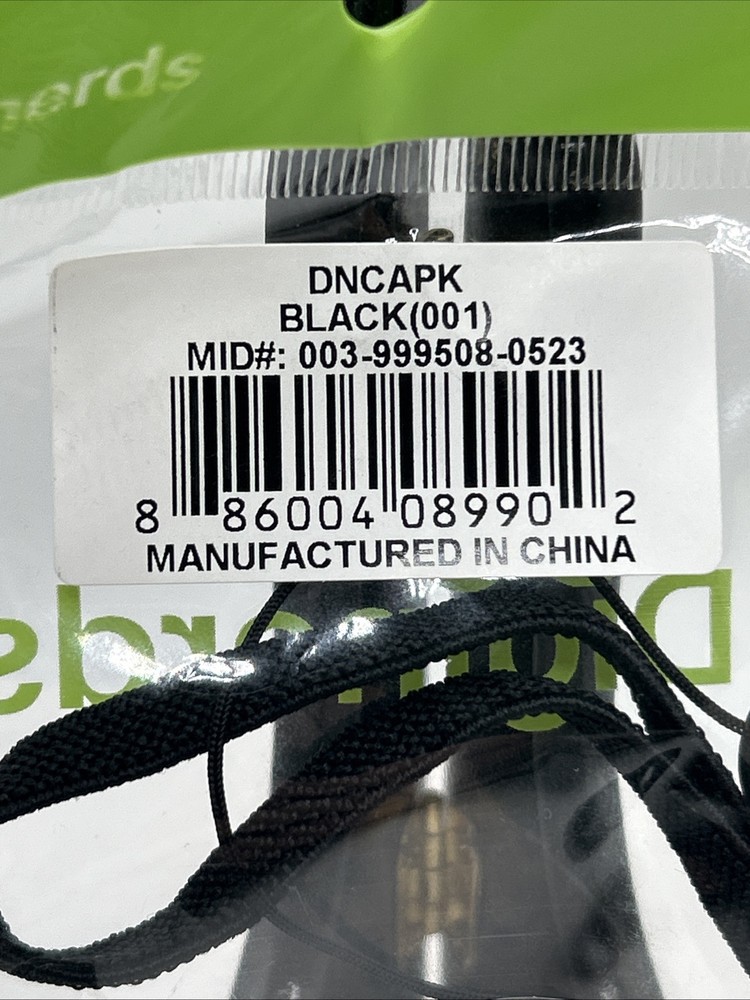 nerds
DNCAPK
BLACK(001)
MID#: 003-999508-0523
8 86004 08990 2
MANUFACTURED IN CHINA